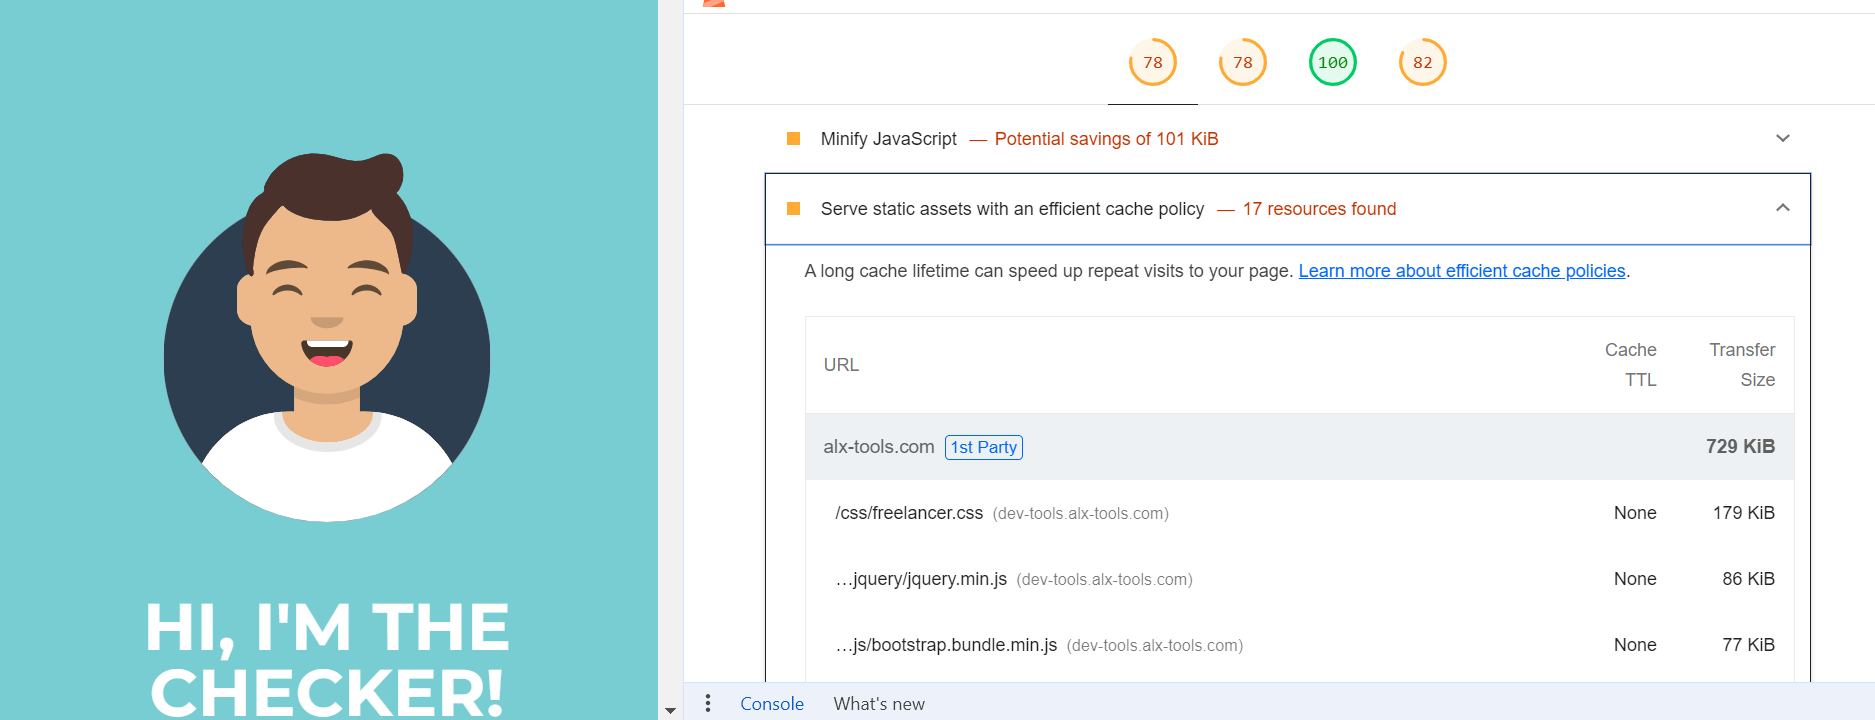 HI, I'M THE
CHECKER!
78 78 100 82
Minify JavaScript — Potential savings of 101 KiB
Serve static assets with an efficient cache policy — 17 resources found
A long cache lifetime can speed up repeat visits to your page. Learn more about efficient cache policies.
URL Cache TTL Transfer Size
alx-tools.com 1st Party 729 KiB
/css/freelancer.css (dev-tools.alx-tools.com) None 179 KiB
…jquery/jquery.min.js (dev-tools.alx-tools.com) None 86 KiB
…js/bootstrap.bundle.min.js (dev-tools.alx-tools.com) None 77 KiB
Console What's new